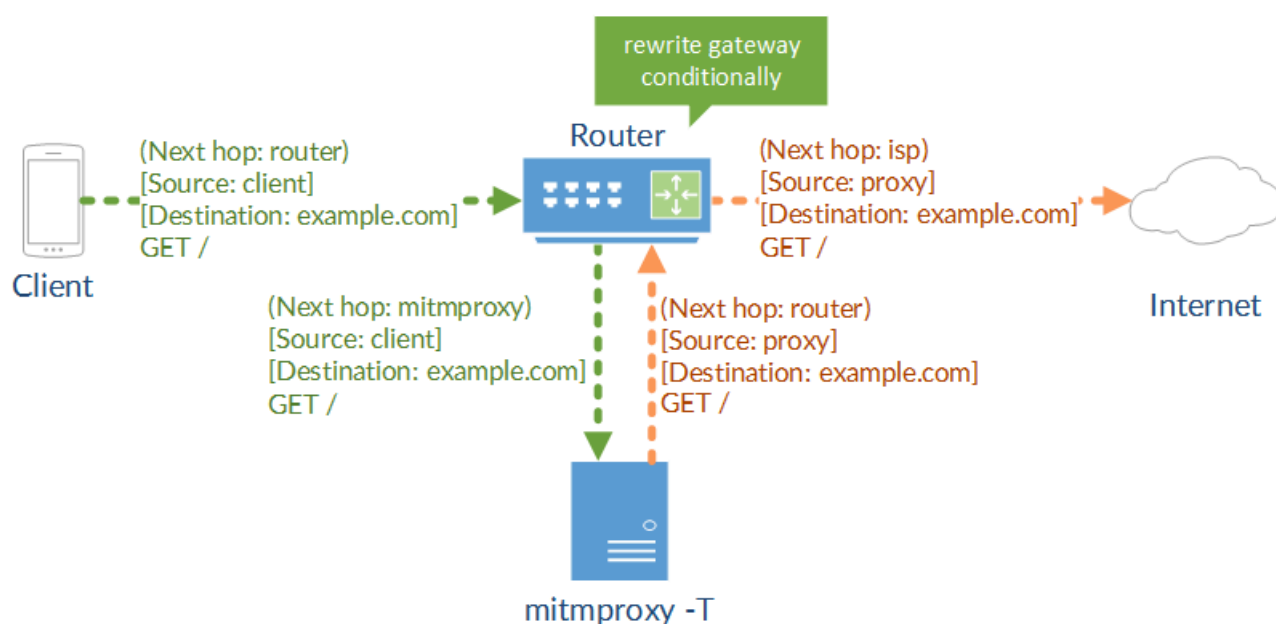 rewrite gateway
conditionally
Router
(Next hop: router)
[Source: client]
[Destination: example.com]
GET /
(Next hop: isp)
[Source: proxy]
[Destination: example.com]
GET /
Client
Internet
(Next hop: mitmproxy)
[Source: client]
[Destination: example.com]
GET /
(Next hop: router)
[Source: proxy]
[Destination: example.com]
GET /
mitmproxy -T